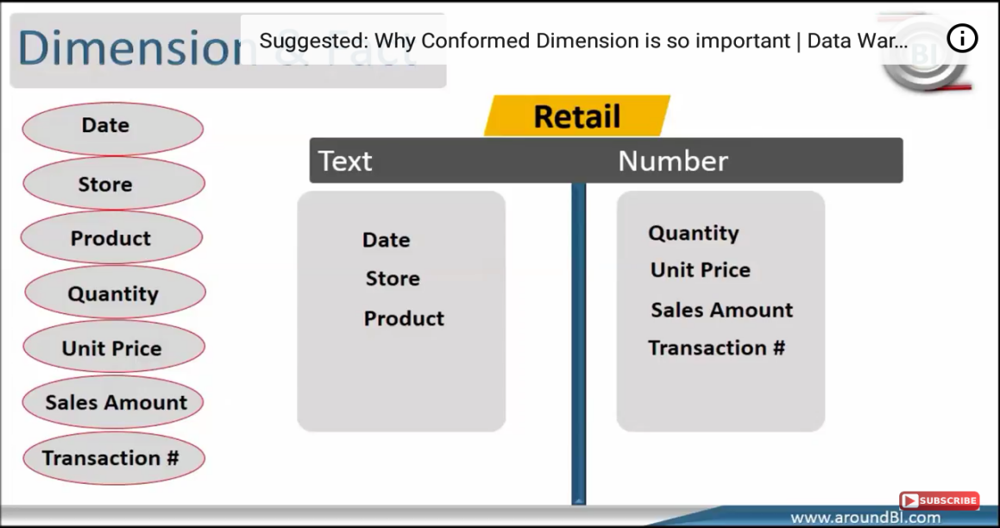 Dimension & Fact
Suggested: Why Conformed Dimension is so important | Data War...
BI
Date
Store
Product
Quantity
Unit Price
Sales Amount
Transaction #
Retail
Text
Number
Date
Store
Product
Quantity
Unit Price
Sales Amount
Transaction #
SUBSCRIBE
www.aroundBI.com